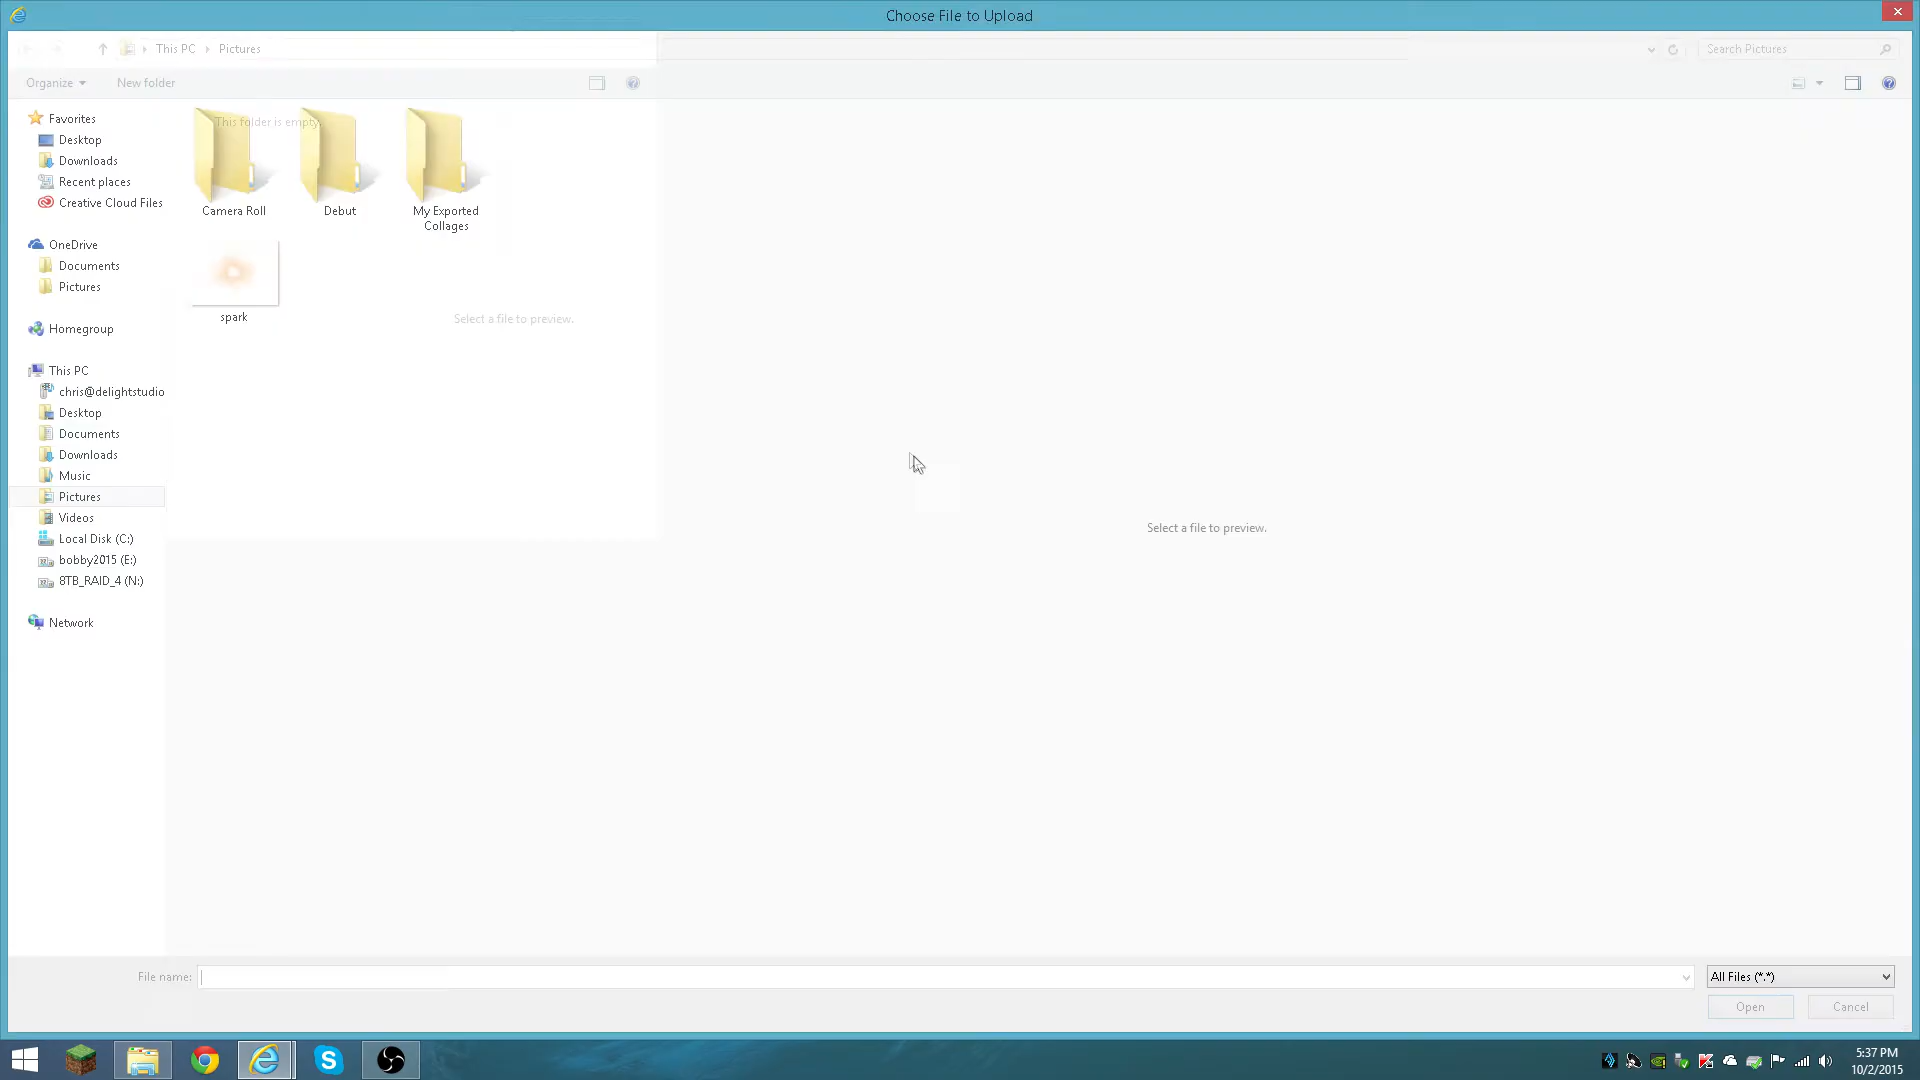 Choose File to Upload
This PC
Pictures
Search Pictures
Organize
New folder
Favorites
Desktop
Downloads
Recent places
Creative Cloud Files
OneDrive
Documents
Pictures
Homegroup
This PC
chris@delightstudio
Desktop
Documents
Downloads
Music
Pictures
Videos
Local Disk (C:)
bobby2015 (E:)
8TB_RAID_4 (N:)
Network
This folder is empty.
Camera Roll
Debut
My Exported
Collages
spark
Select a file to preview.
Select a file to preview.
File name:
All Files (*.*)
Open
Cancel
5:37 PM
10/2/2015